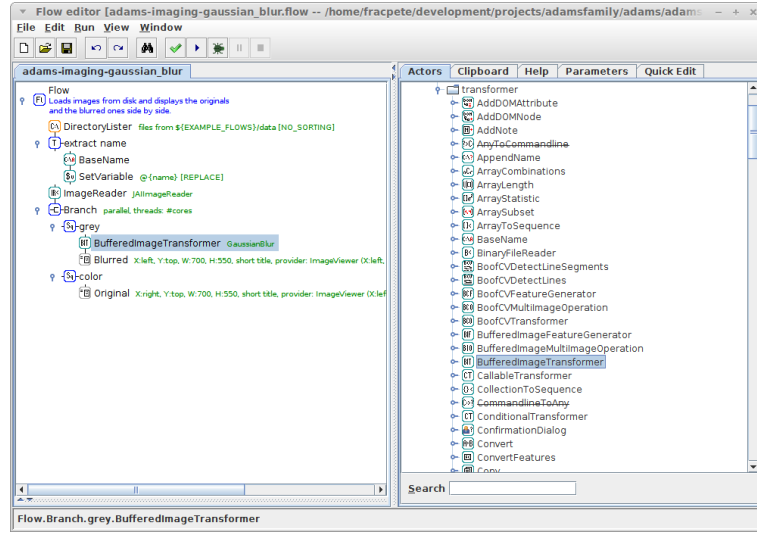 Flow editor [adams-imaging-gaussian_blur.flow -- /home/fracpete/development/projects/adamsfamily/adams/adams
File Edit Run View Window
adams-imaging-gaussian_blur
Flow
Loads images from disk and displays the originals
and the blurred ones side by side.
DirectoryLister files from ${EXAMPLE_FLOWS}/data [NO_SORTING]
extract name
BaseName
SetVariable @{name} [REPLACE]
ImageReader JAIImageReader
Branch parallel, threads: #cores
grey
BufferedImageTransformer GaussianBlur
Blurred X:left, Y:top, W:700, H:550, short title, provider: ImageViewer (X:left,
color
Original X:right, Y:top, W:700, H:550, short title, provider: ImageViewer (X:lef
Actors Clipboard Help Parameters Quick Edit
transformer
AddDOMAttribute
AddDOMNode
AddNote
AnyToCommandline
AppendName
ArrayCombinations
ArrayLength
ArrayStatistic
ArraySubset
ArrayToSequence
BaseName
BinaryFileReader
BoofCVDetectLineSegments
BoofCVDetectLines
BoofCVFeatureGenerator
BoofCVMultiImageOperation
BoofCVTransformer
BufferedImageFeatureGenerator
BufferedImageMultiImageOperation
BufferedImageTransformer
CallableTransformer
CollectionToSequence
CommandlineToAny
ConditionalTransformer
ConfirmationDialog
Convert
ConvertFeatures
Copy
Search
Flow.Branch.grey.BufferedImageTransformer